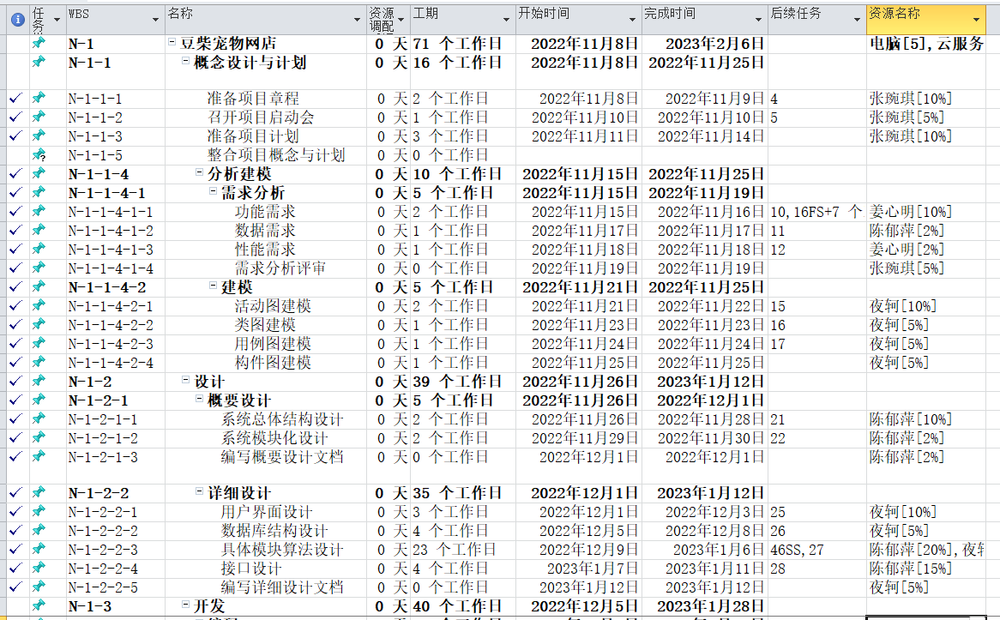 任务 WBS 名称 资源调配 工期 开始时间 完成时间 后续任务 资源名称
N-1 豆柴宠物网店 0 天 71 个工作日 2022年11月8日 2023年2月6日 电脑[5],云服务
N-1-1 概念设计与计划 0 天 16 个工作日 2022年11月8日 2022年11月25日
N-1-1-1 准备项目章程 0 天 2 个工作日 2022年11月8日 2022年11月9日 4 张琬琪[10%]
N-1-1-2 召开项目启动会 0 天 1 个工作日 2022年11月10日 2022年11月10日 5 张琬琪[5%]
N-1-1-3 准备项目计划 0 天 3 个工作日 2022年11月11日 2022年11月14日 张琬琪[10%]
N-1-1-5 整合项目概念与计划 0 天 0 个工作日
N-1-1-4 分析建模 0 天 10 个工作日 2022年11月15日 2022年11月25日
N-1-1-4-1 需求分析 0 天 5 个工作日 2022年11月15日 2022年11月19日
N-1-1-4-1-1 功能需求 0 天 2 个工作日 2022年11月15日 2022年11月16日 10,16FS+7 个 姜心明[10%]
N-1-1-4-1-2 数据需求 0 天 1 个工作日 2022年11月17日 2022年11月17日 11 陈郁萍[2%]
N-1-1-4-1-3 性能需求 0 天 1 个工作日 2022年11月18日 2022年11月18日 12 姜心明[2%]
N-1-1-4-1-4 需求分析评审 0 天 0 个工作日 2022年11月19日 2022年11月19日 张琬琪[5%]
N-1-1-4-2 建模 0 天 5 个工作日 2022年11月21日 2022年11月25日
N-1-1-4-2-1 活动图建模 0 天 2 个工作日 2022年11月21日 2022年11月22日 15 夜轲[10%]
N-1-1-4-2-2 类图建模 0 天 1 个工作日 2022年11月23日 2022年11月23日 16 夜轲[5%]
N-1-1-4-2-3 用例图建模 0 天 1 个工作日 2022年11月24日 2022年11月24日 17 夜轲[5%]
N-1-1-4-2-4 构件图建模 0 天 1 个工作日 2022年11月25日 2022年11月25日 夜轲[5%]
N-1-2 设计 0 天 39 个工作日 2022年11月26日 2023年1月12日
N-1-2-1 概要设计 0 天 5 个工作日 2022年11月26日 2022年12月1日
N-1-2-1-1 系统总体结构设计 0 天 2 个工作日 2022年11月26日 2022年11月28日 21 陈郁萍[10%]
N-1-2-1-2 系统模块化设计 0 天 2 个工作日 2022年11月29日 2022年11月30日 22 陈郁萍[2%]
N-1-2-1-3 编写概要设计文档 0 天 0 个工作日 2022年12月1日 2022年12月1日 陈郁萍[2%]
N-1-2-2 详细设计 0 天 35 个工作日 2022年12月1日 2023年1月12日
N-1-2-2-1 用户界面设计 0 天 3 个工作日 2022年12月1日 2022年12月3日 25 夜轲[10%]
N-1-2-2-2 数据库结构设计 0 天 4 个工作日 2022年12月5日 2022年12月8日 26 夜轲[5%]
N-1-2-2-3 具体模块算法设计 0 天 23 个工作日 2022年12月9日 2023年1月6日 46SS,27 陈郁萍[20%],夜轲
N-1-2-2-4 接口设计 0 天 4 个工作日 2023年1月7日 2023年1月11日 28 陈郁萍[15%]
N-1-2-2-5 编写详细设计文档 0 天 0 个工作日 2023年1月12日 2023年1月12日 夜轲[5%]
N-1-3 开发 0 天 40 个工作日 2022年12月5日 2023年1月28日